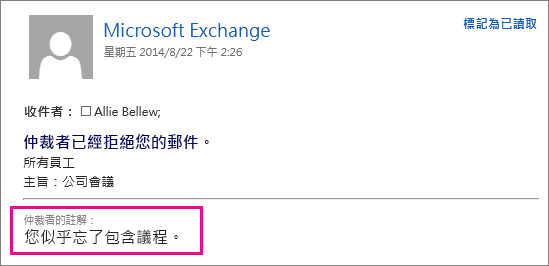 Microsoft Exchange
標記為已讀取
星期五 2014/8/22 下午 2:26
收件者： Allie Bellew;
仲裁者已經拒絕您的郵件。
所有員工
主旨：公司會議
仲裁者的註解：
您似乎忘了包含議程。